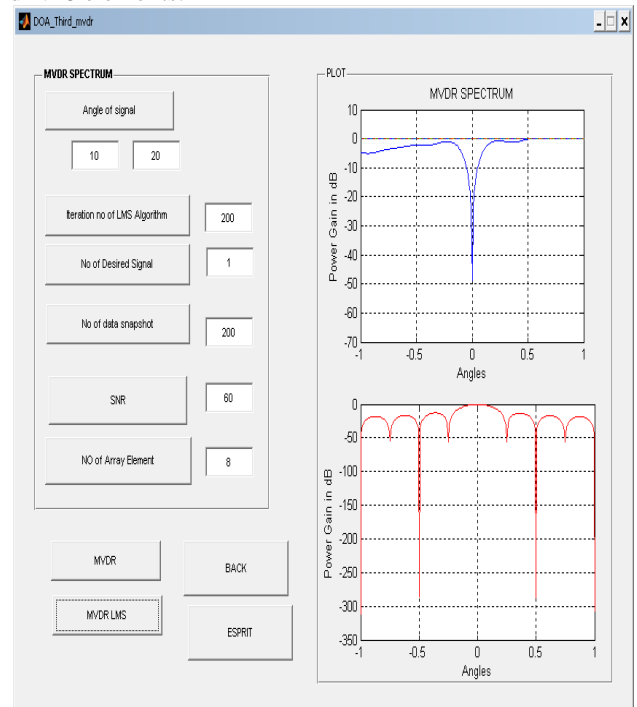 DOA_Third_mvdr
MVDR SPECTRUM
Angle of signal
10 20
Iteration no of LMS Algorithm 200
No of Desired Signal 1
No of data snapshot 200
SNR 60
NO of Array Element 8
MVDR
BACK
MVDR LMS
ESPRIT
PLOT
MVDR SPECTRUM
Power Gain in dB
10
0
-10
-20
-30
-40
-50
-60
-70
-1 -0.5 0 0.5 1
Angles
Power Gain in dB
0
-50
-100
-150
-200
-250
-300
-350
-1 -0.5 0 0.5 1
Angles